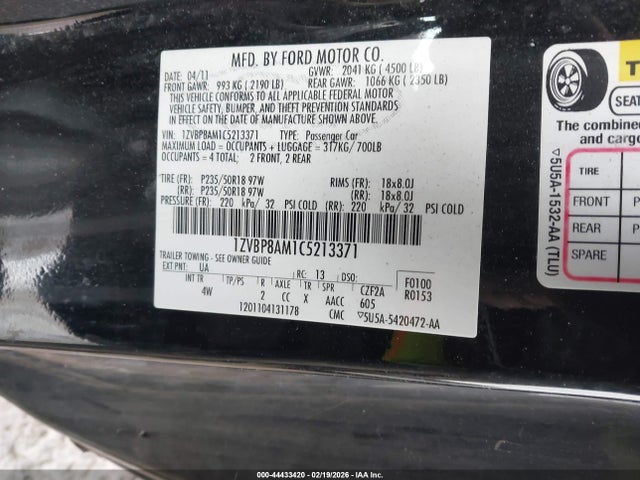 MFD. BY FORD MOTOR CO.
DATE: 04/11 GVWR: 2041 KG ( 4500 LB)
FRONT GAWR: 993 KG ( 2190 LB) REAR GAWR: 1066 KG ( 2350 LB)
THIS VEHICLE CONFORMS TO ALL APPLICABLE FEDERAL MOTOR
VEHICLE SAFETY, BUMPER, AND THEFT PREVENTION STANDARDS
IN EFFECT ON THE DATE OF MANUFACTURE SHOWN ABOVE.
VIN: 1ZVBP8AM1C5213371 TYPE: Passenger Car
MAXIMUM LOAD = OCCUPANTS + LUGGAGE = 317KG/ 700LB
OCCUPANTS = 4 TOTAL; 2 FRONT, 2 REAR
TIRE (FR): P235/50R18 97W RIMS (FR): 18x8.0J
(RR): P235/50R18 97W (RR): 18x8.0J
PRESSURE (FR): 220 kPa/ 32 PSI COLD (RR): 220 kPa/ 32 PSI COLD
1ZVBP8AM1C5213371
TRAILER TOWING - SEE OWNER GUIDE
EXT PNT: UA RC: 13 DSO: F0100
INT TR TP/PS R AXLE TR SPR R0153
4W 2 CC X AACC CZF2A
605
1201104131178 CMC ▽5U5A-5420472-AA
SEA
The combined
and cargo
TIRE
FRONT P
REAR P
SPARE
▽5U5A-1532-AA (TLU)
000-44433420 - 02/19/2026 - IAA Inc.